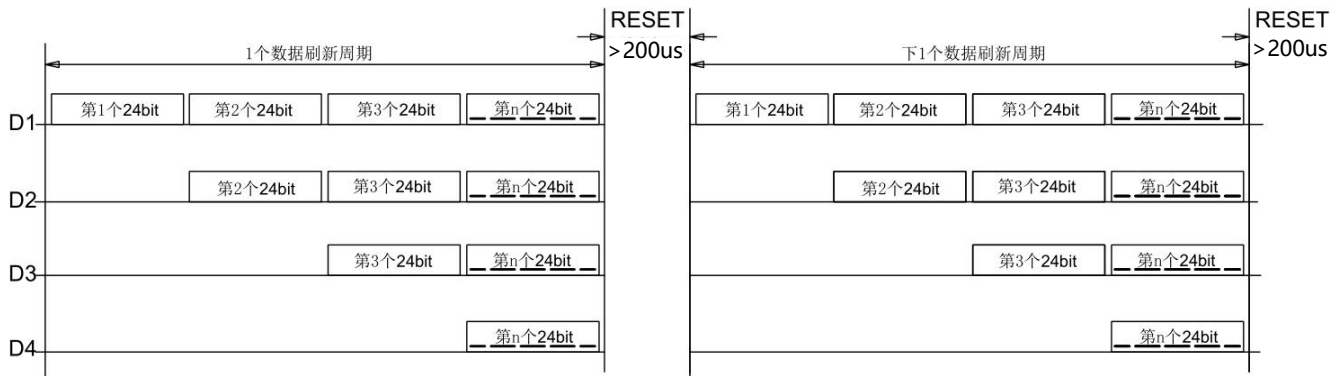 RESET
>200us
RESET
>200us
1个数据刷新周期
下1个数据刷新周期
D1 第1个24bit 第2个24bit 第3个24bit 第n个24bit 第1个24bit 第2个24bit 第3个24bit 第n个24bit
D2 第2个24bit 第3个24bit 第n个24bit 第2个24bit 第3个24bit 第n个24bit
D3 第3个24bit 第n个24bit 第3个24bit 第n个24bit
D4 第n个24bit 第n个24bit